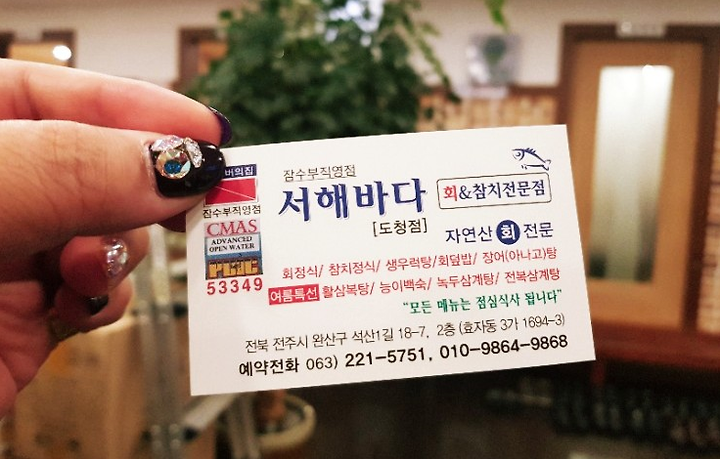 버의집
잠수부직영점
CMAS
ADVANCED
OPEN WATER
53349
잠수부직영점
서해바다 회&참치전문점
[도청점]
자연산 회 전문
회정식/ 참치정식/ 생우럭탕/회덮밥/ 장어(아나고)탕
여름특선 활삼복탕/ 능이백숙/ 녹두삼계탕/ 전복삼계탕
“모든 메뉴는 점심식사 됩니다”
전북 전주시 완산구 석산1길 18-7, 2층 (효자동 3가 1694-3)
예약전화 063) 221-5751, 010-9864-9868